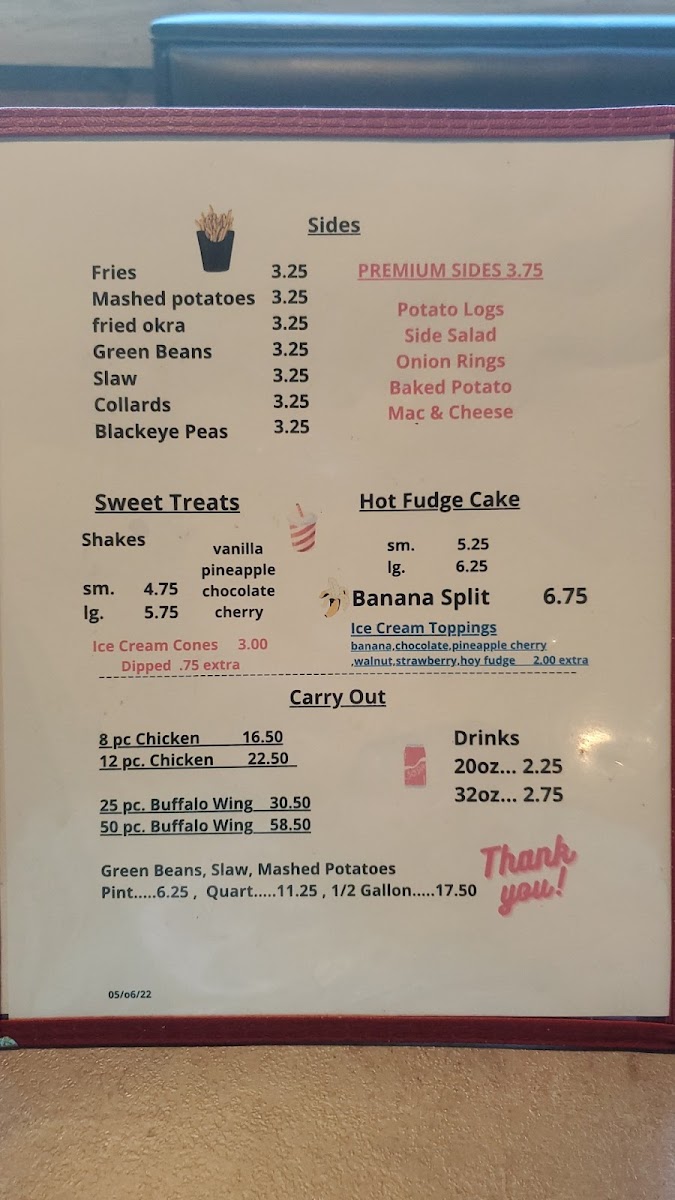 Sides
Fries 3.25
Mashed potatoes 3.25
fried okra 3.25
Green Beans 3.25
Slaw 3.25
Collards 3.25
Blackeye Peas 3.25
PREMIUM SIDES 3.75
Potato Logs
Side Salad
Onion Rings
Baked Potato
Mac & Cheese
Sweet Treats
Shakes
sm. 4.75
lg. 5.75
vanilla
pineapple
chocolate
cherry
Ice Cream Cones 3.00
Dipped .75 extra
Hot Fudge Cake
sm. 5.25
lg. 6.25
Banana Split 6.75
Ice Cream Toppings
banana,chocolate,pineapple cherry
,walnut,strawberry,hoy fudge 2.00 extra
Carry Out
8 pc Chicken 16.50
12 pc. Chicken 22.50
25 pc. Buffalo Wing 30.50
50 pc. Buffalo Wing 58.50
Drinks
20oz... 2.25
32oz... 2.75
Green Beans, Slaw, Mashed Potatoes
Pint.....6.25 , Quart.....11.25 , 1/2 Gallon.....17.50
Thank
you!
05/o6/22